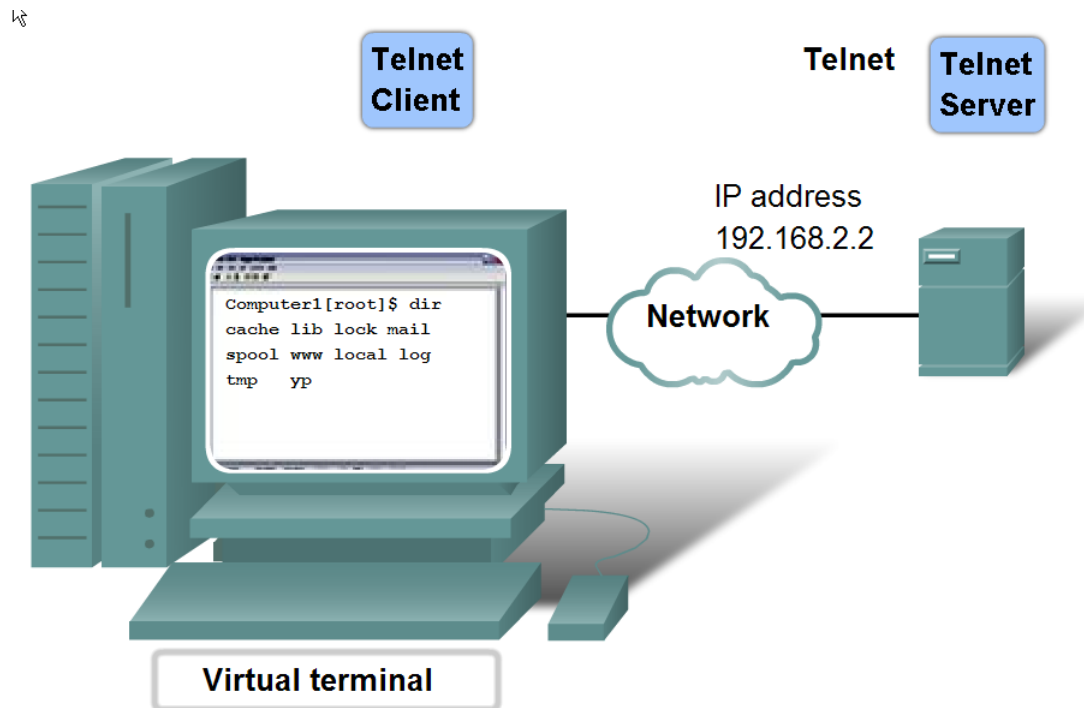 Telnet
Client
Telnet
Telnet
Server
IP address
192.168.2.2
Network
Computer1[root]$ dir
cache lib lock mail
spool www local log
tmp yp
Virtual terminal